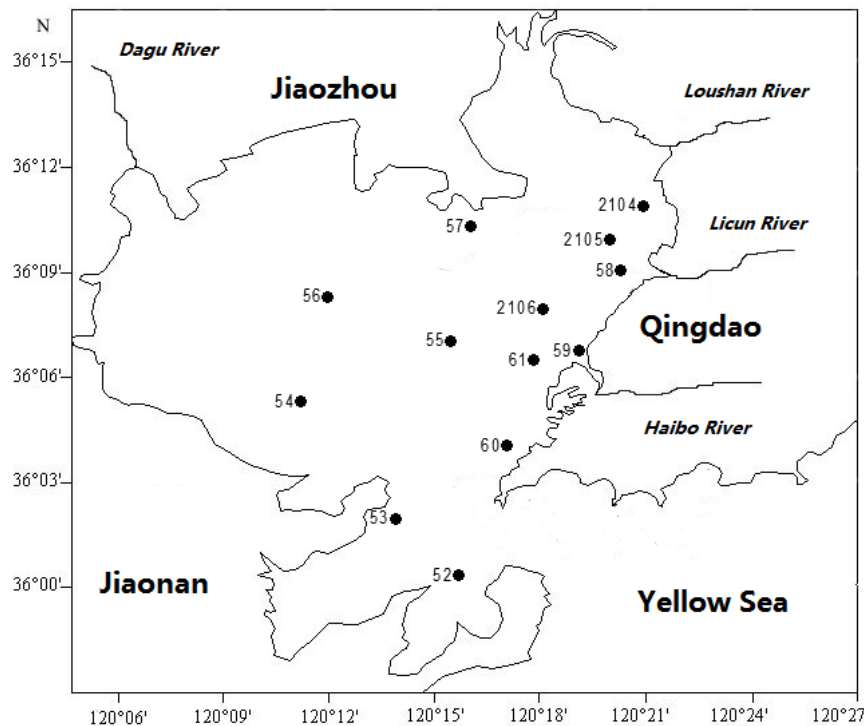 N
Dagu River
36°15'
Jiaozhou
Loushan River
36°12'
2104
57
2105
Licun River
36°09'
58
56
2106
Qingdao
55
59
61
36°06'
54
Haibo River
60
36°03'
53
Jiaonan
52
36°00'
Yellow Sea
120°06' 120°09' 120°12' 120°15' 120°18' 120°21' 120°24' 120°27